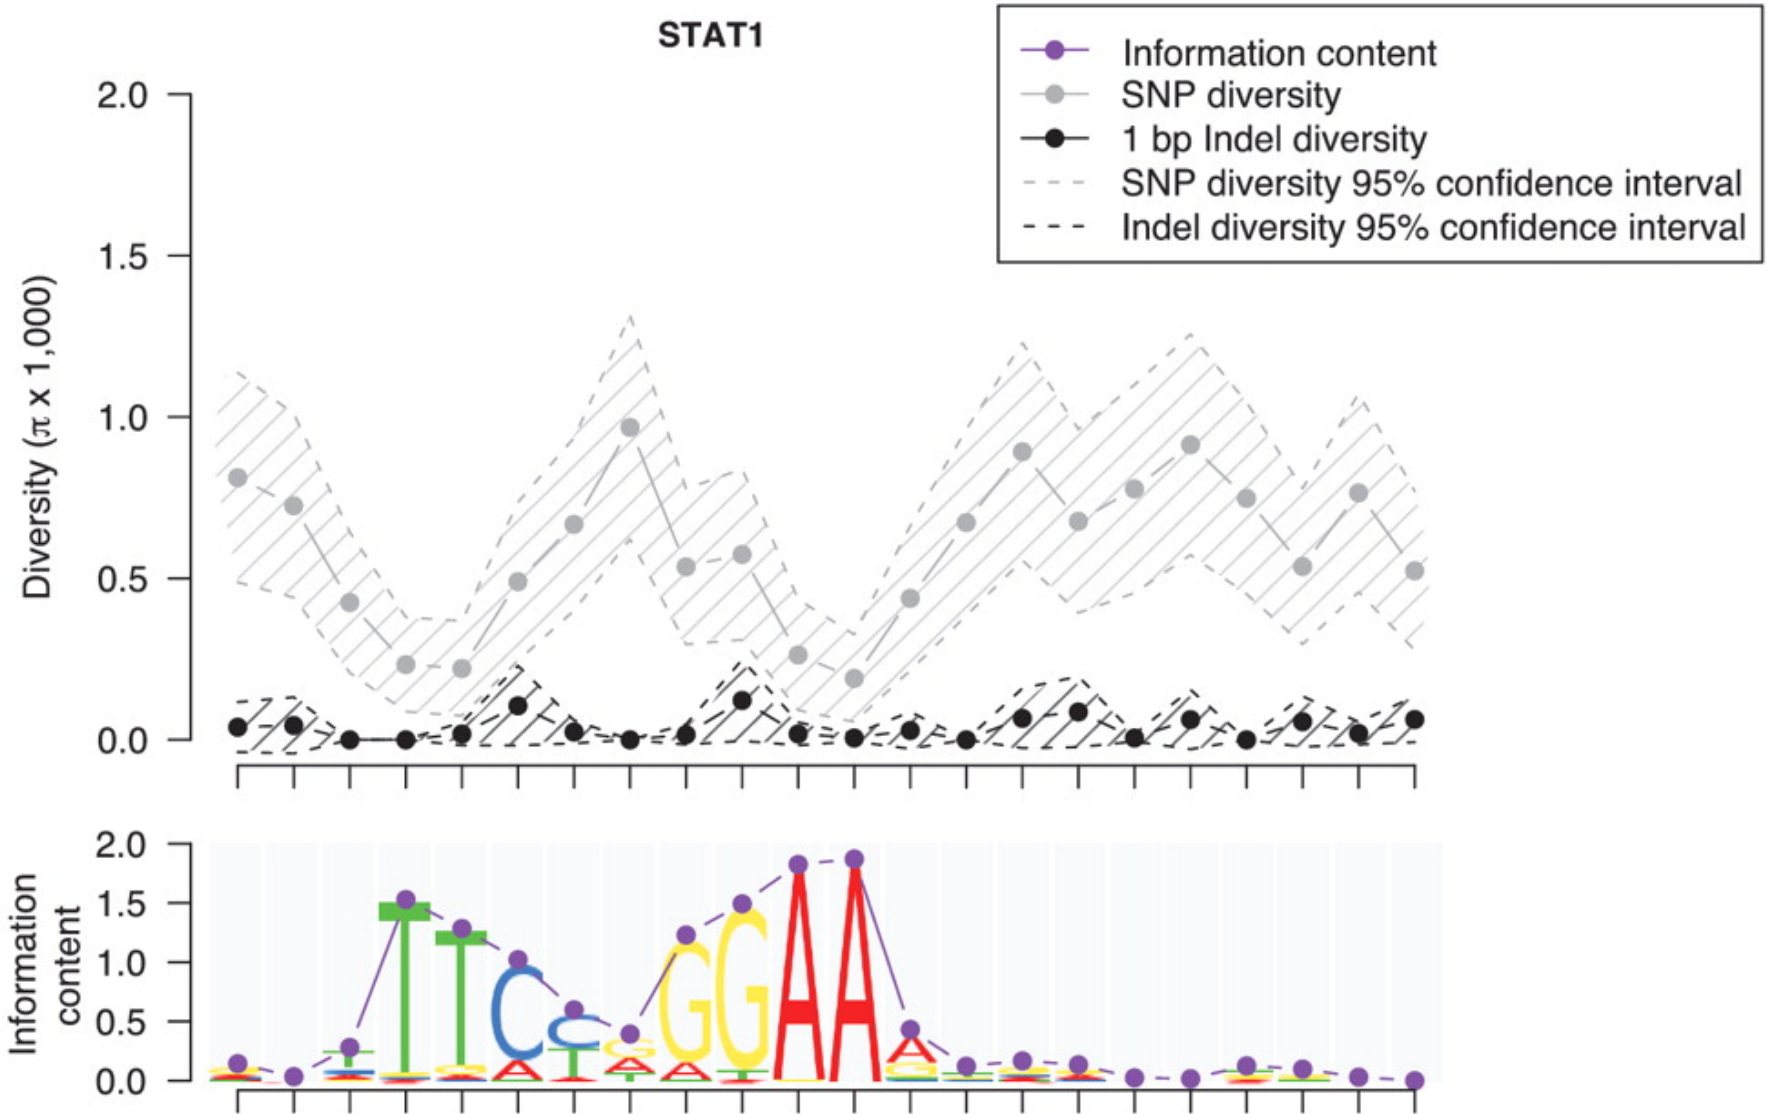 STAT1
Information content
SNP diversity
1 bp Indel diversity
SNP diversity 95% confidence interval
Indel diversity 95% confidence interval
Diversity (π x 1,000)
2.0
1.5
1.0
0.5
0.0
Information
content
2.0
1.5
1.0
0.5
0.0
TTCCGGGAAA